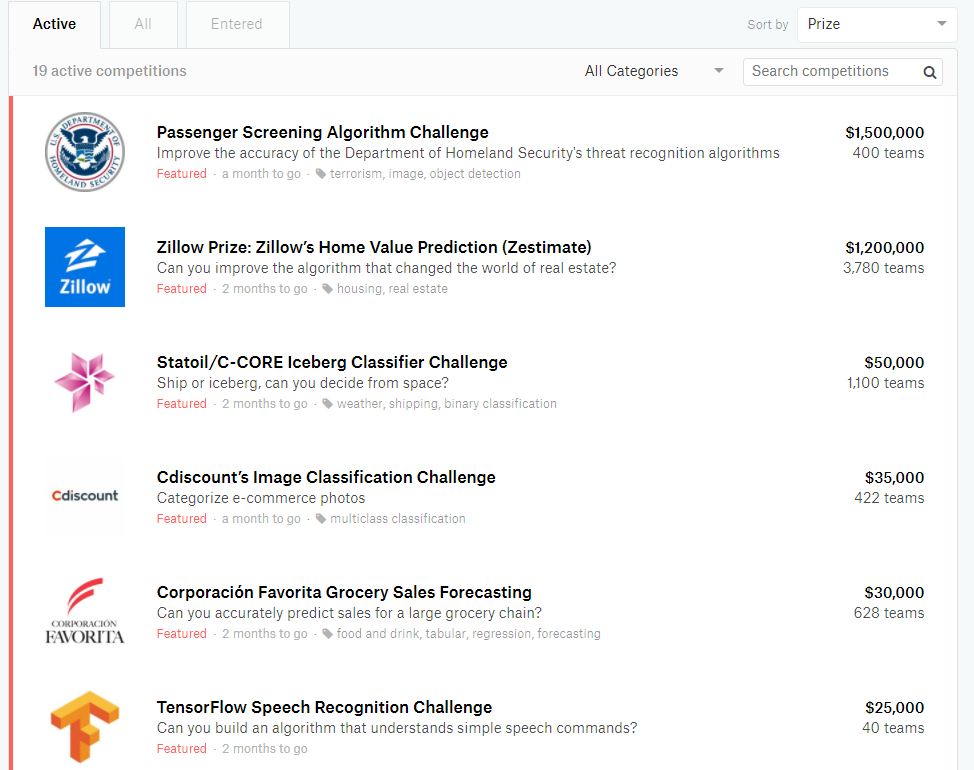 Active
All
Entered
Sort by
Prize
19 active competitions
All Categories
Search competitions
U.S. DEPARTMENT OF HOMELAND SECURITY
Passenger Screening Algorithm Challenge
$1,500,000
Improve the accuracy of the Department of Homeland Security's threat recognition algorithms
400 teams
Featured · a month to go · terrorism, image, object detection
Zillow
Zillow Prize: Zillow’s Home Value Prediction (Zestimate)
$1,200,000
Can you improve the algorithm that changed the world of real estate?
3,780 teams
Featured · 2 months to go · housing, real estate
Statoil/C-CORE Iceberg Classifier Challenge
$50,000
Ship or iceberg, can you decide from space?
1,100 teams
Featured · 2 months to go · weather, shipping, binary classification
Cdiscount
Cdiscount’s Image Classification Challenge
$35,000
Categorize e-commerce photos
422 teams
Featured · a month to go · multiclass classification
CORPORACIÓN
FAVORITA
Corporación Favorita Grocery Sales Forecasting
$30,000
Can you accurately predict sales for a large grocery chain?
628 teams
Featured · 2 months to go · food and drink, tabular, regression, forecasting
TensorFlow Speech Recognition Challenge
$25,000
Can you build an algorithm that understands simple speech commands?
40 teams
Featured · 2 months to go